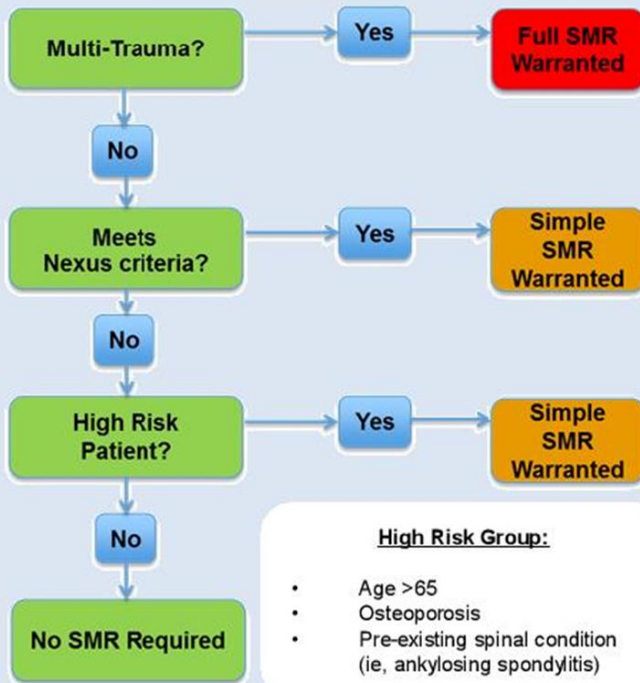 Multi-Trauma?
Yes
Full SMR
Warranted
No
Meets
Nexus criteria?
Yes
Simple
SMR
Warranted
No
High Risk
Patient?
Yes
Simple
SMR
Warranted
No
No SMR Required
High Risk Group:
• Age >65
• Osteoporosis
• Pre-existing spinal condition
(ie, ankylosing spondylitis)